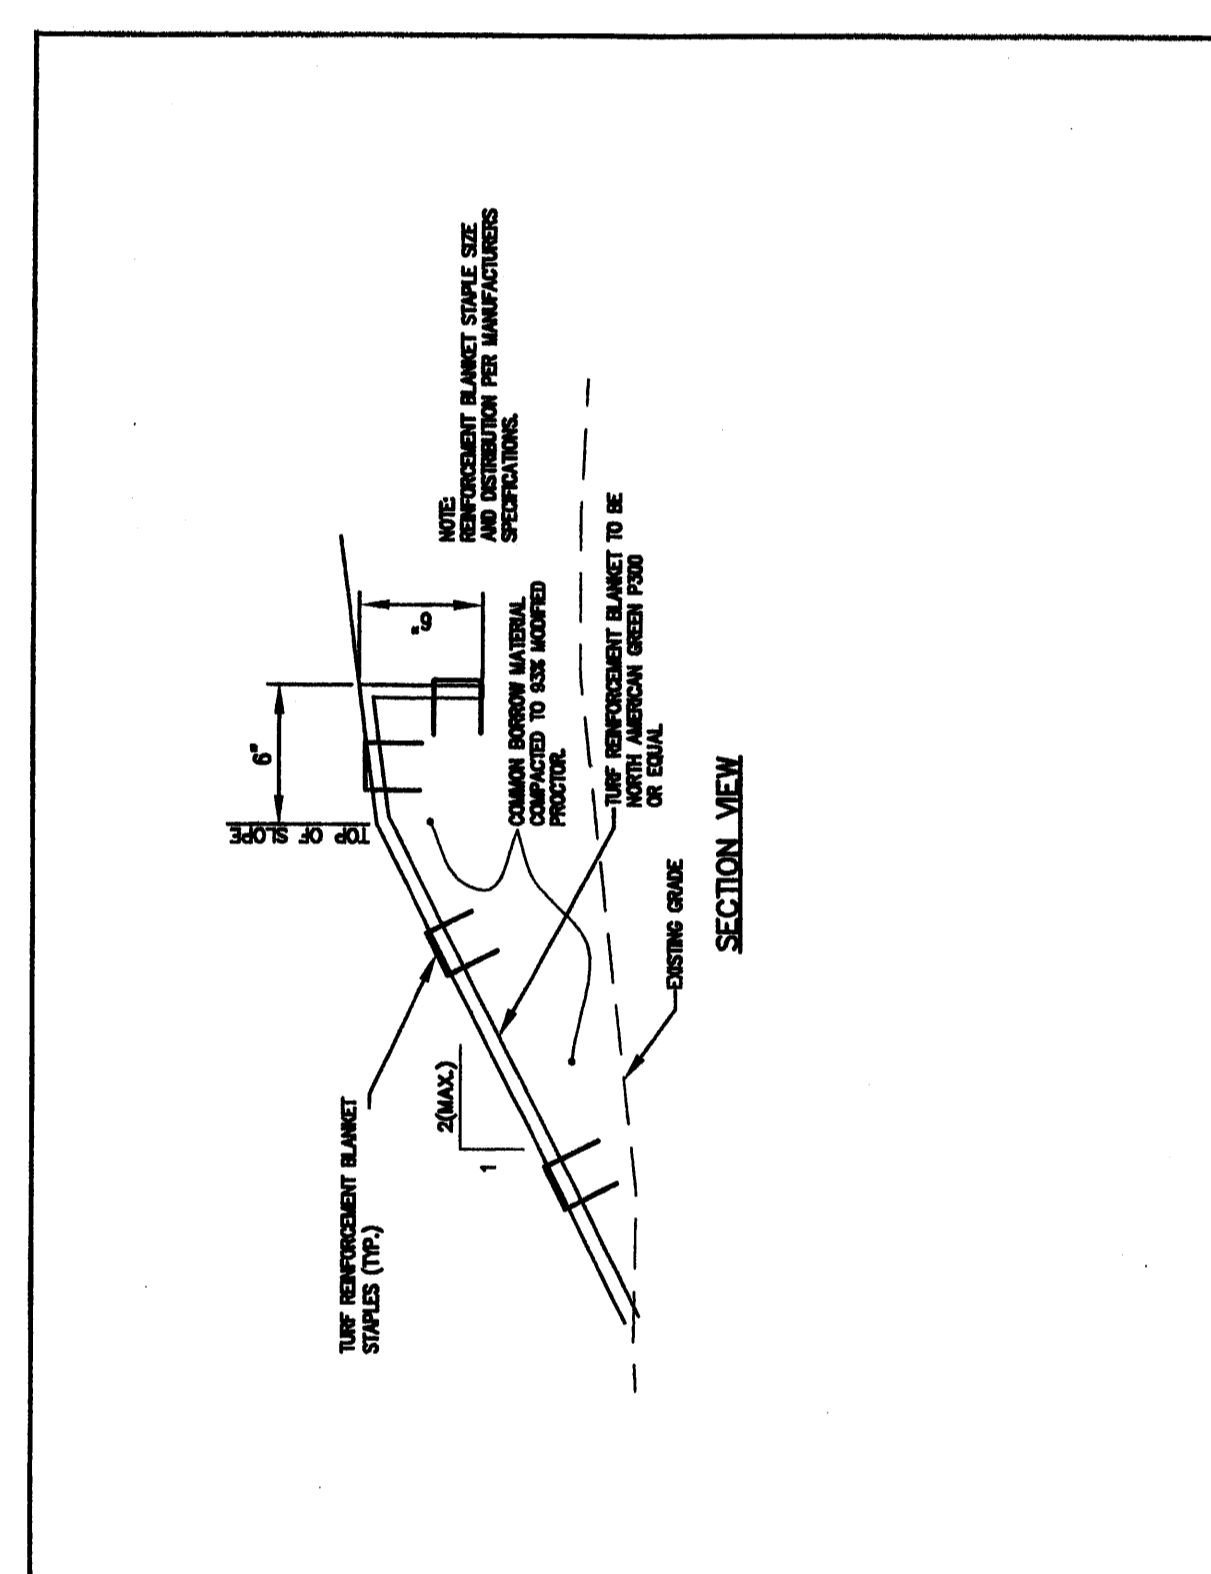 TURF REINFORCEMENT BLANKET
STAPLES (TYP.)
TOP OF SLOPE
6"
6"
2(MAX.)
1
NOTE:
REINFORCEMENT BLANKET STAPLE SIZE
AND DISTRIBUTION PER MANUFACTURERS
SPECIFICATIONS.
COMMON BORROW MATERIAL
COMPACTED TO 93% MODIFIED
PROCTOR.
TURF REINFORCEMENT BLANKET TO BE
NORTH AMERICAN GREEN P300
OR EQUAL
EXISTING GRADE
SECTION VIEW